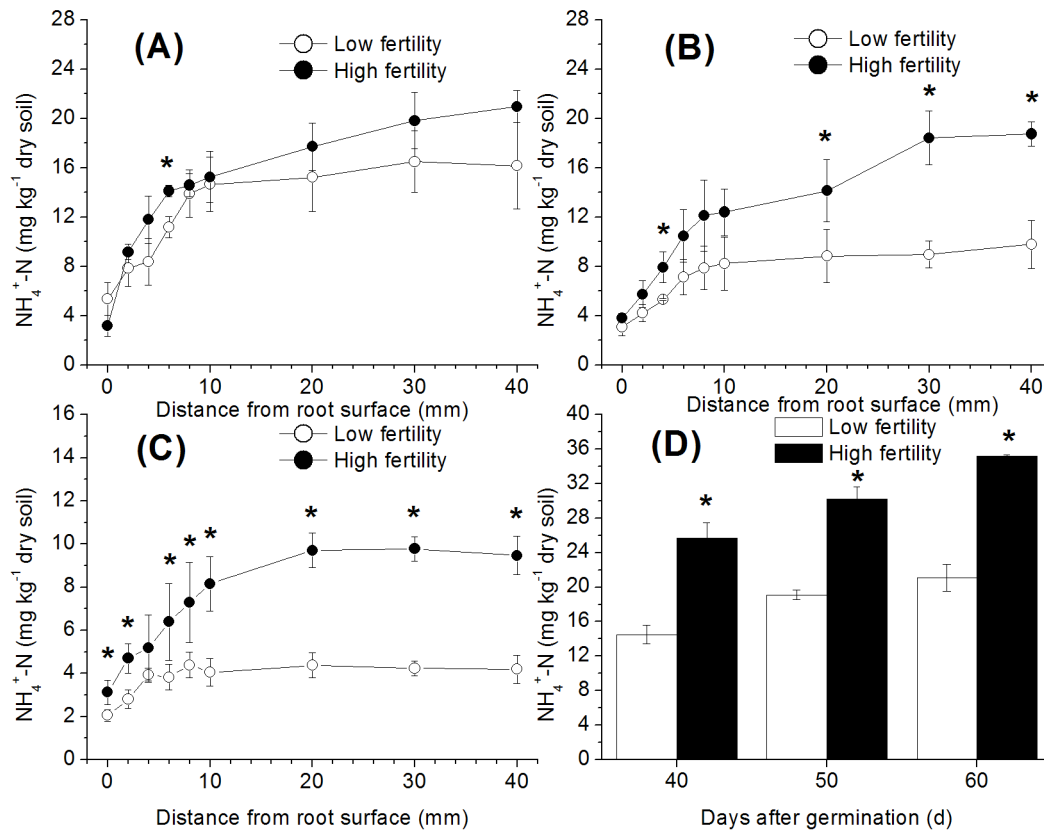 (A)
Low fertility
High fertility
28
24
20
16
12
8
4
0
*
NH₄⁺-N (mg kg⁻¹ dry soil)
0 10 20 30 40
Distance from root surface (mm)
(B)
Low fertility
High fertility
28
24
20
16
12
8
4
0
* * * *
NH₄⁺-N (mg kg⁻¹ dry soil)
0 10 20 30 40
Distance from root surface (mm)
(C)
Low fertility
High fertility
16
14
12
10
8
6
4
2
0
* * * * * * * *
NH₄⁺-N (mg kg⁻¹ dry soil)
0 10 20 30 40
Distance from root surface (mm)
(D)
Low fertility
High fertility
40
36
32
28
24
20
16
12
8
4
0
* * *
NH₄⁺-N (mg kg⁻¹ dry soil)
40 50 60
Days after germination (d)